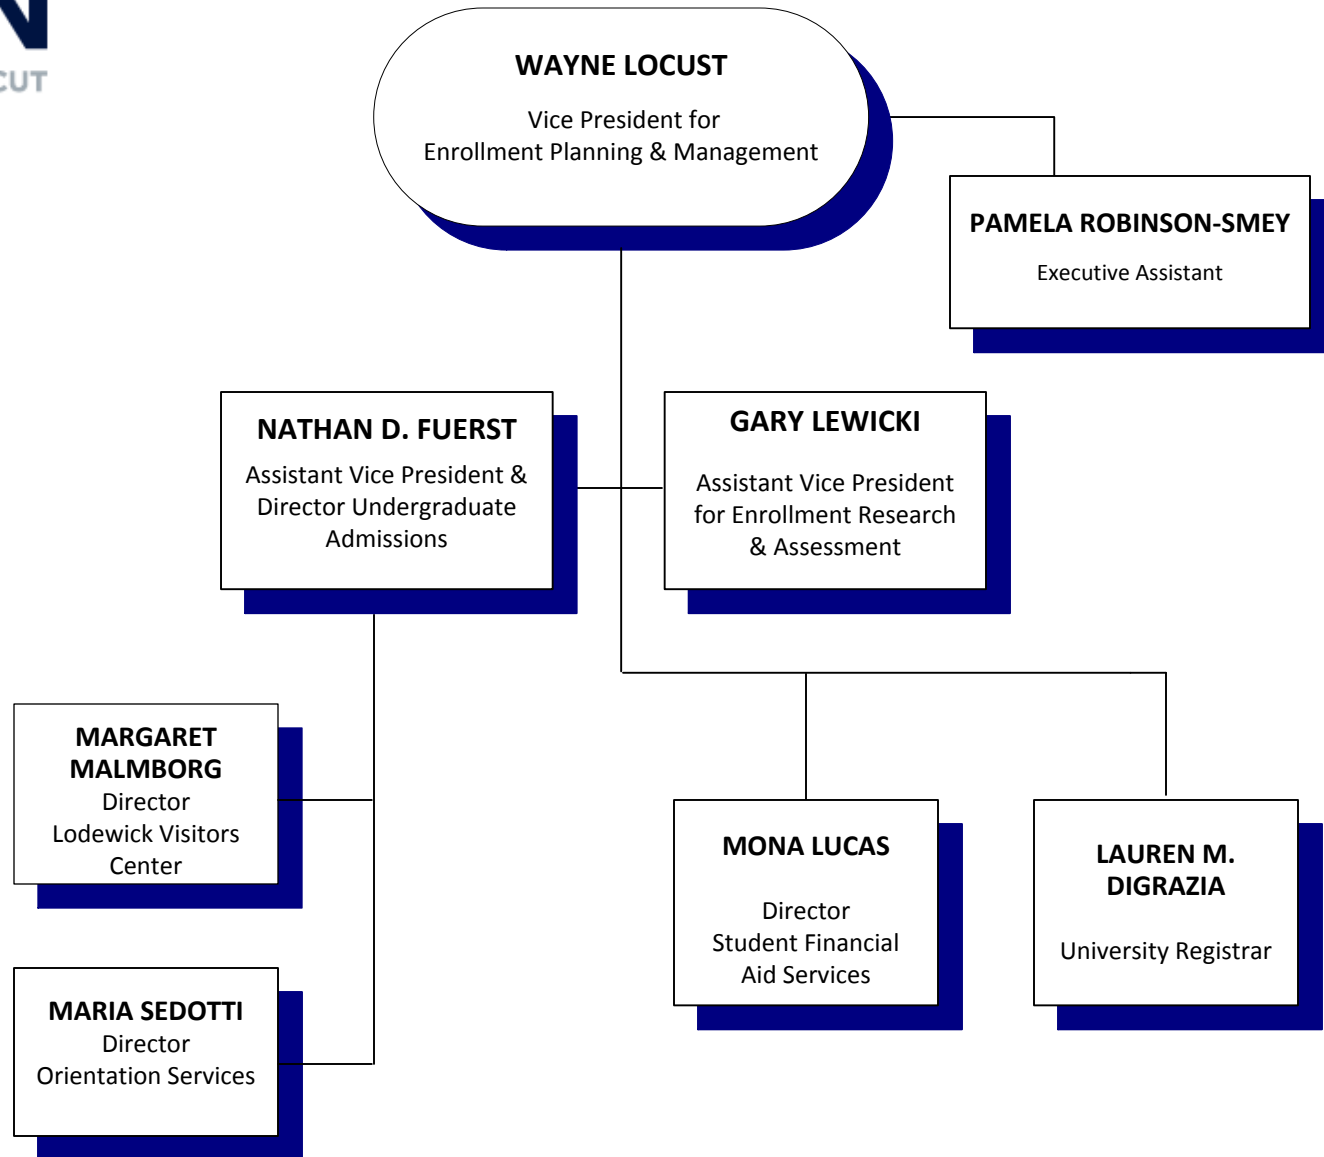 N
CUT
WAYNE LOCUST
Vice President for
Enrollment Planning & Management
PAMELA ROBINSON-SMEY
Executive Assistant
NATHAN D. FUERST
Assistant Vice President &
Director Undergraduate
Admissions
GARY LEWICKI
Assistant Vice President
for Enrollment Research
& Assessment
MARGARET
MALMBORG
Director
Lodewick Visitors
Center
MONA LUCAS
Director
Student Financial
Aid Services
LAUREN M.
DIGRAZIA
University Registrar
MARIA SEDOTTI
Director
Orientation Services